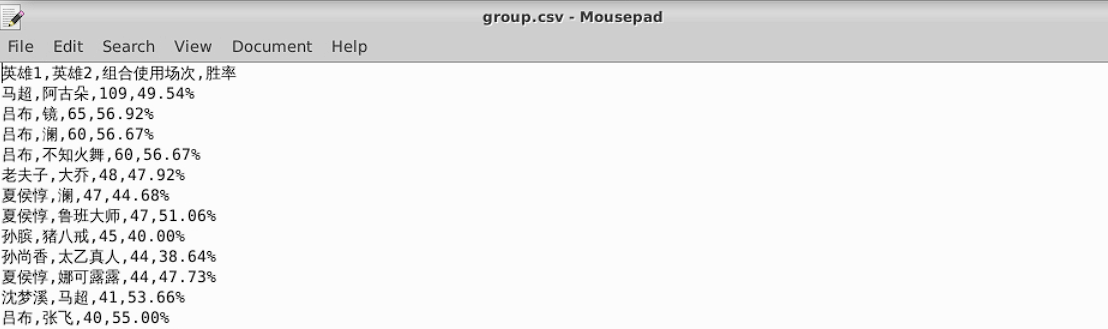 group.csv - Mousepad
File Edit Search View Document Help
英雄1,英雄2,组合使用场次,胜率
马超,阿古朵,109,49.54%
吕布,镜,65,56.92%
吕布,澜,60,56.67%
吕布,不知火舞,60,56.67%
老夫子,大乔,48,47.92%
夏侯惇,澜,47,44.68%
夏侯惇,鲁班大师,47,51.06%
孙膑,猪八戒,45,40.00%
孙尚香,太乙真人,44,38.64%
夏侯惇,娜可露露,44,47.73%
沈梦溪,马超,41,53.66%
吕布,张飞,40,55.00%